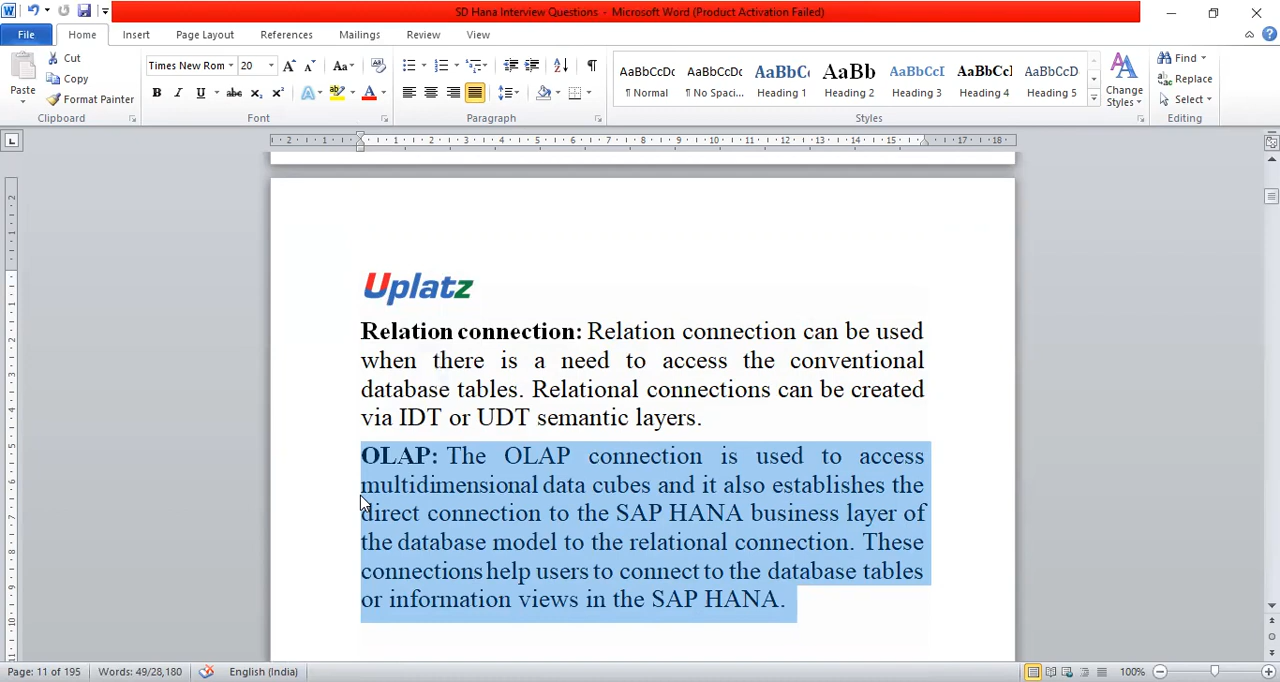 SD Hana Interview Questions - Microsoft Word (Product Activation Failed)
File Home Insert Page Layout References Mailings Review View
Paste
Cut
Copy
Format Painter
Clipboard
Times New Rom 20
Font
Paragraph
AaBbCcDc AaBbCcDc AaBbC AaBb AaBbCcI AaBbCcI AaBbCcD
¶ Normal ¶ No Spaci... Heading 1 Heading 2 Heading 3 Heading 4 Heading 5
Styles
Change
Styles
Find
Replace
Select
Editing
Uplatz
Relation connection: Relation connection can be used
when there is a need to access the conventional
database tables. Relational connections can be created
via IDT or UDT semantic layers.
OLAP: The OLAP connection is used to access
multidimensional data cubes and it also establishes the
direct connection to the SAP HANA business layer of
the database model to the relational connection. These
connections help users to connect to the database tables
or information views in the SAP HANA.
Page: 11 of 195 Words: 49/28,180 English (India) 100%